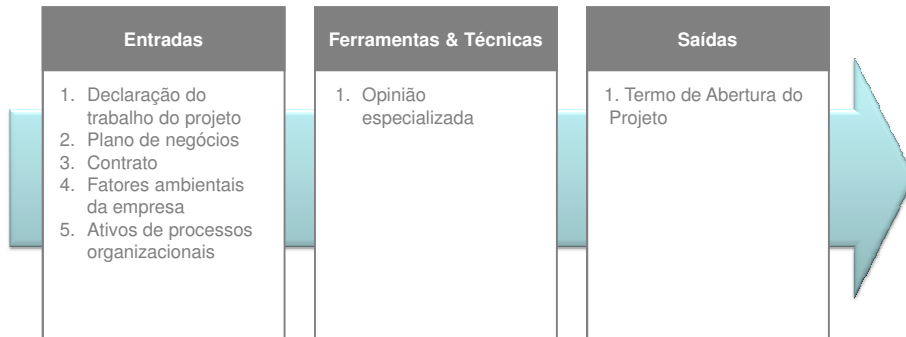 Entradas
1. Declaração do
trabalho do projeto
2. Plano de negócios
3. Contrato
4. Fatores ambientais
da empresa
5. Ativos de processos
organizacionais
Ferramentas & Técnicas
1. Opinião
especializada
Saídas
1. Termo de Abertura do
Projeto